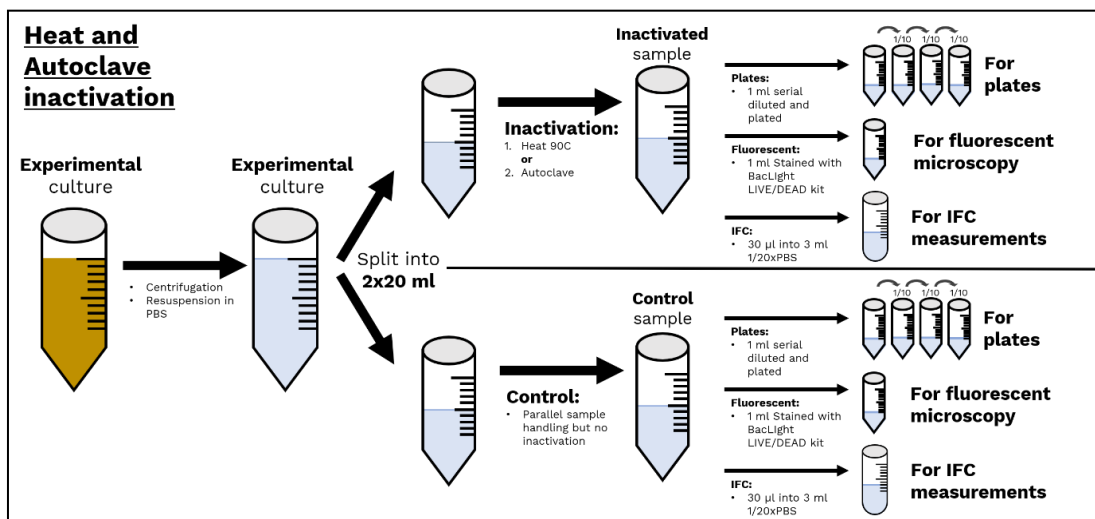 Heat and
Autoclave
inactivation
Experimental
culture
Centrifugation
Resuspension in
PBS
Experimental
culture
Split into
2x20 ml
Inactivation:
1. Heat 90C
or
2. Autoclave
Inactivated
sample
Plates:
• 1 ml serial
diluted and
plated
1/10 1/10 1/10
For
plates
Fluorescent:
• 1 ml Stained with
BacLIght
LIVE/DEAD kit
For fluorescent
microscopy
IFC:
• 30 µl into 3 ml
1/20xPBS
For IFC
measurements
Control:
• Parallel sample
handling but no
inactivation
Control
sample
Plates:
• 1 ml serial
diluted and
plated
1/10 1/10 1/10
For
plates
Fluorescent:
• 1 ml Stained with
BacLIght
LIVE/DEAD kit
For fluorescent
microscopy
IFC:
• 30 µl into 3 ml
1/20xPBS
For IFC
measurements